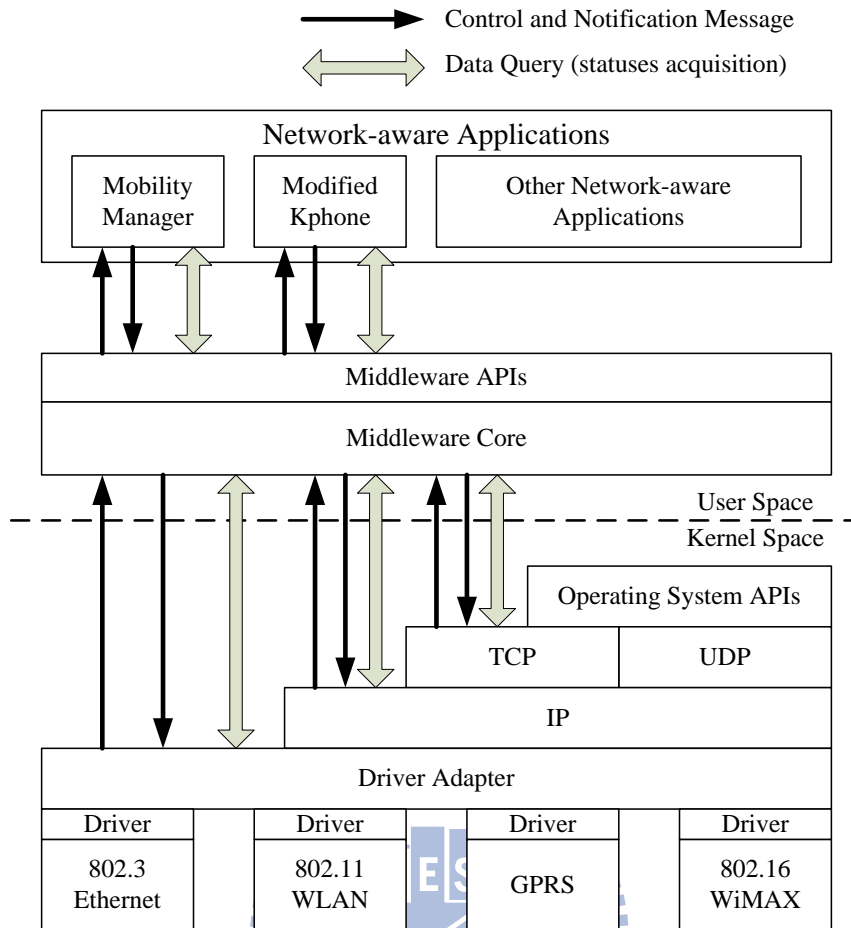 Control and Notification Message
Data Query (statuses acquisition)
Network-aware Applications
Mobility
Manager
Modified
Kphone
Other Network-aware
Applications
Middleware APIs
Middleware Core
User Space
Kernel Space
Operating System APIs
TCP
UDP
IP
Driver Adapter
Driver
Driver
Driver
Driver
802.3
Ethernet
802.11
WLAN
GPRS
802.16
WiMAX
ES